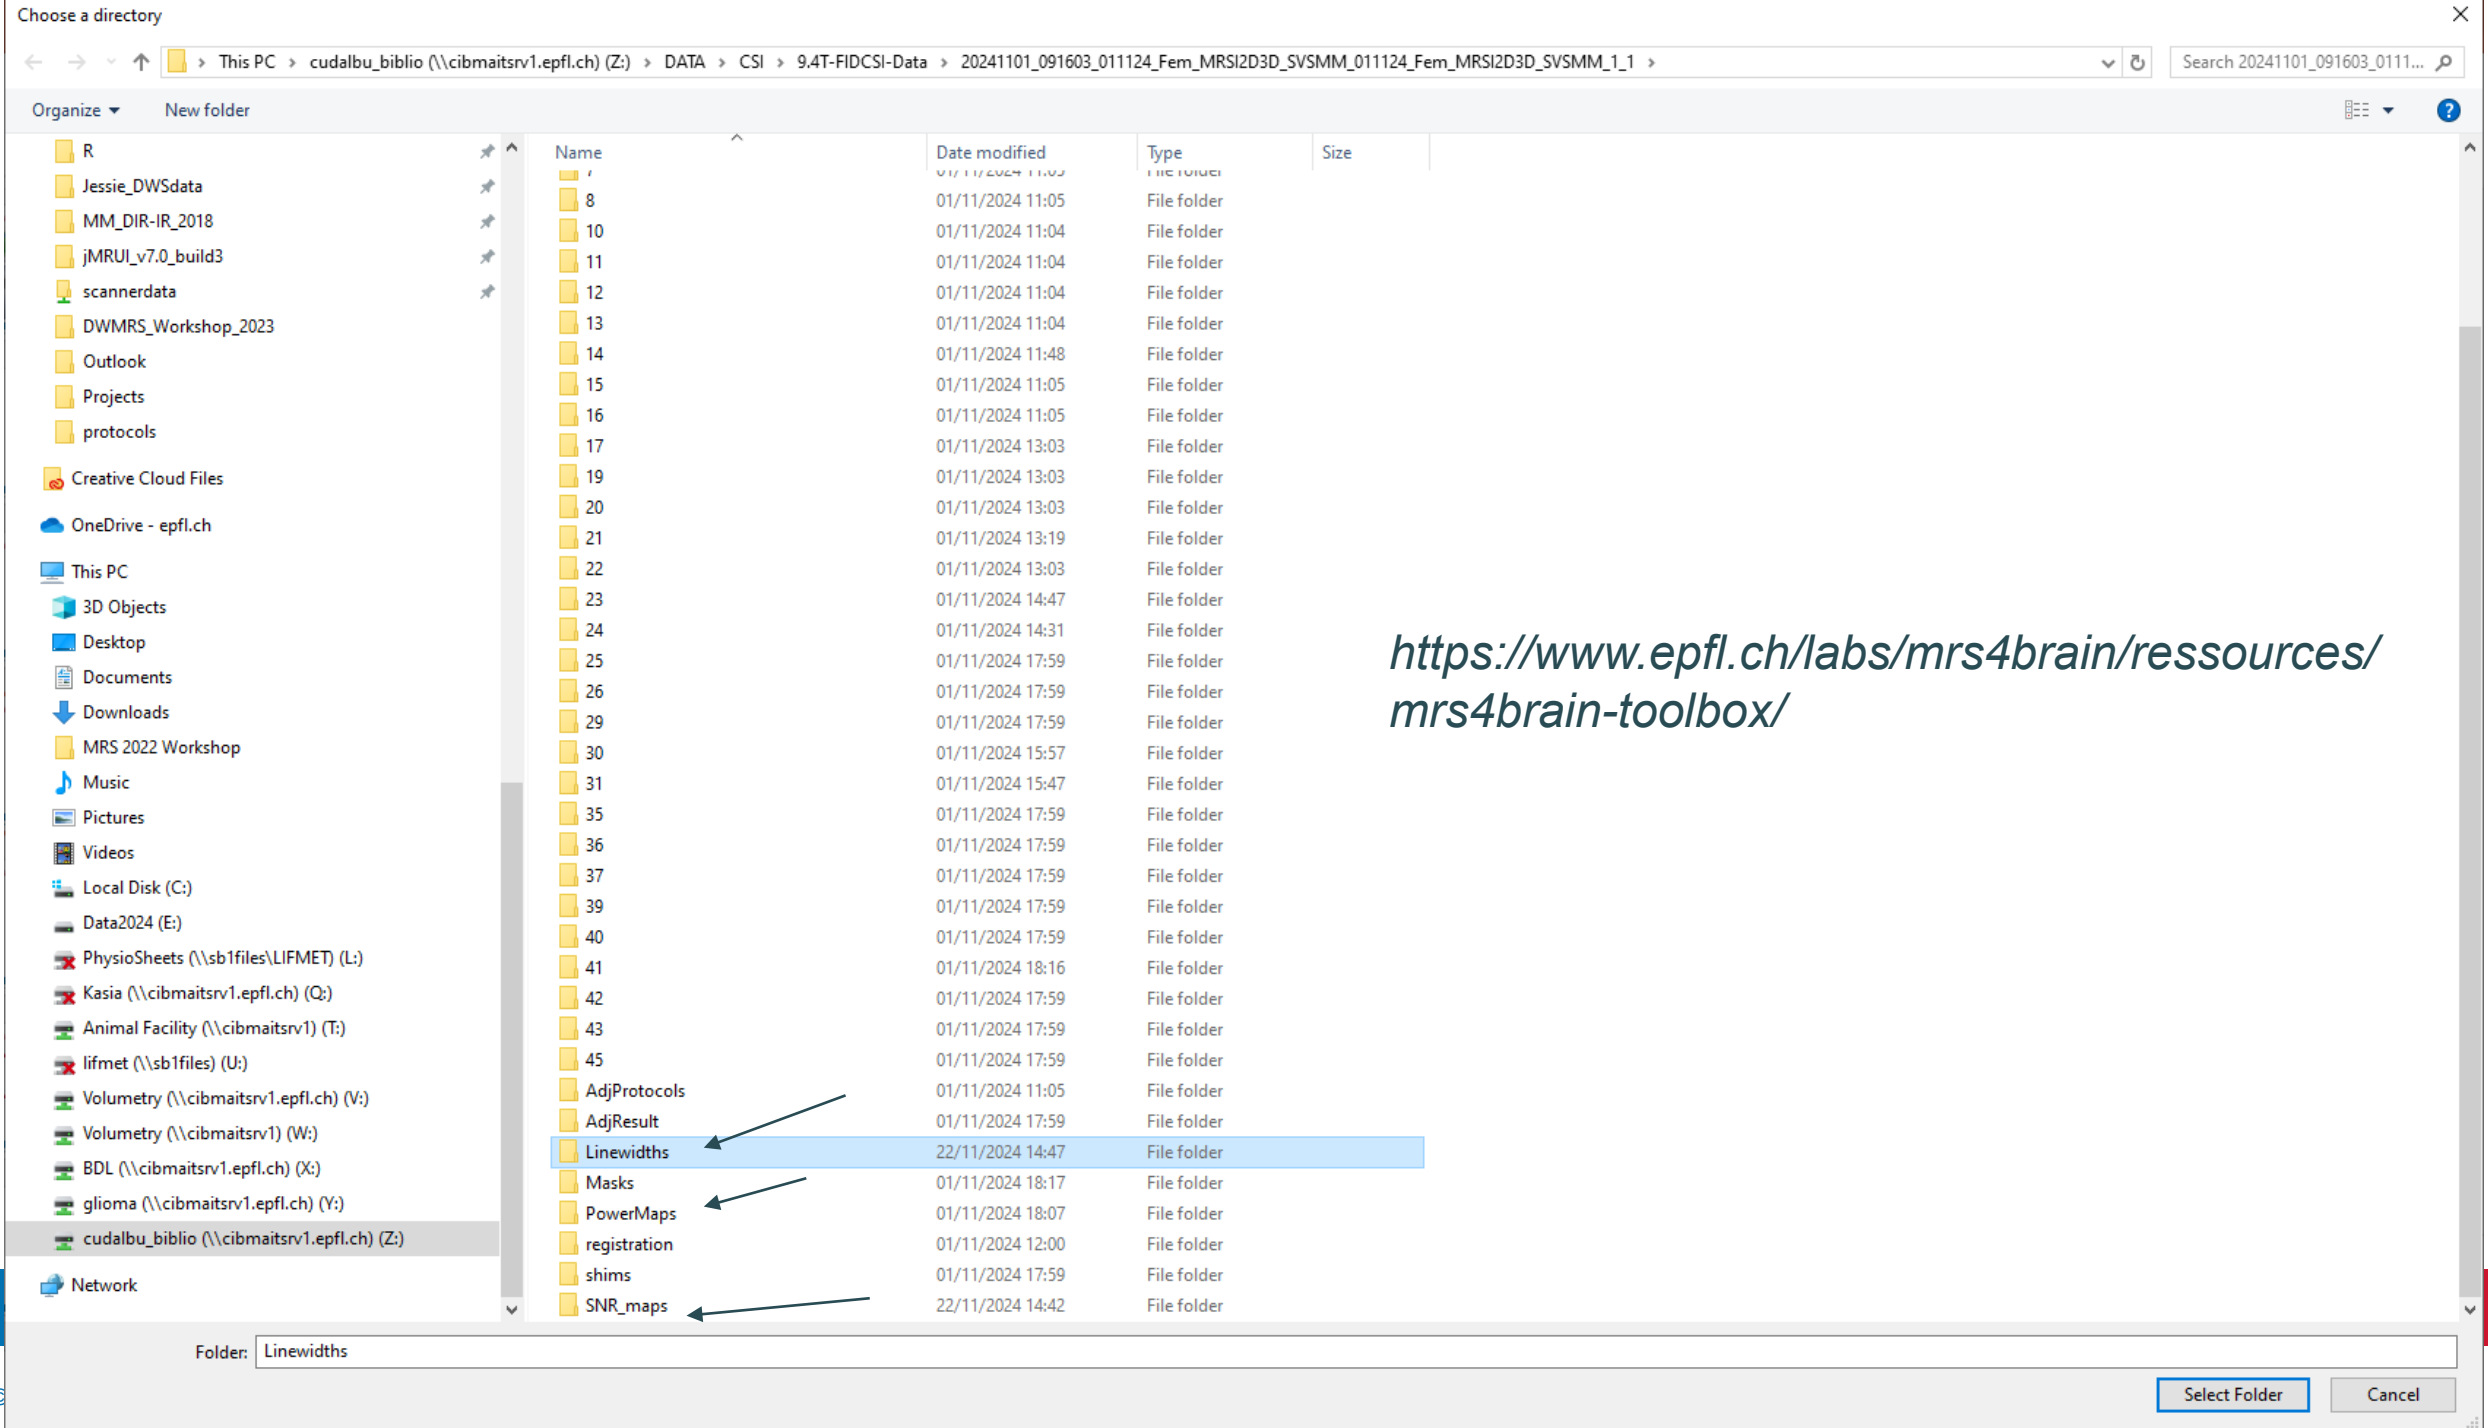 Choose a directory
This PC > cudalbu_biblio (\\cibmaitsrv1.epfl.ch) (Z:) > DATA > CSI > 9.4T-FIDCSI-Data > 20241101_091603_011124_Fem_MRSI2D3D_SVSMM_011124_Fem_MRSI2D3D_SVSMM_1_1 >
Search 20241101_091603_0111...
Organize
New folder
R
Jessie_DWSdata
MM_DIR-IR_2018
jMRUI_v7.0_build3
scannerdata
DWMRS_Workshop_2023
Outlook
Projects
protocols
Creative Cloud Files
OneDrive - epfl.ch
This PC
3D Objects
Desktop
Documents
Downloads
MRS 2022 Workshop
Music
Pictures
Videos
Local Disk (C:)
Data2024 (E:)
PhysioSheets (\\sb1files\LIFMET) (L:)
Kasia (\\cibmaitsrv1.epfl.ch) (Q:)
Animal Facility (\\cibmaitsrv1) (T:)
lifmet (\\sb1files) (U:)
Volumetry (\\cibmaitsrv1.epfl.ch) (V:)
Volumetry (\\cibmaitsrv1) (W:)
BDL (\\cibmaitsrv1.epfl.ch) (X:)
glioma (\\cibmaitsrv1.epfl.ch) (Y:)
cudalbu_biblio (\\cibmaitsrv1.epfl.ch) (Z:)
Network
Name Date modified Type Size
7 01/11/2024 11:05 File folder
8 01/11/2024 11:05 File folder
10 01/11/2024 11:04 File folder
11 01/11/2024 11:04 File folder
12 01/11/2024 11:04 File folder
13 01/11/2024 11:04 File folder
14 01/11/2024 11:48 File folder
15 01/11/2024 11:05 File folder
16 01/11/2024 11:05 File folder
17 01/11/2024 13:03 File folder
19 01/11/2024 13:03 File folder
20 01/11/2024 13:03 File folder
21 01/11/2024 13:19 File folder
22 01/11/2024 13:03 File folder
23 01/11/2024 14:47 File folder
24 01/11/2024 14:31 File folder
25 01/11/2024 17:59 File folder
26 01/11/2024 17:59 File folder
29 01/11/2024 17:59 File folder
30 01/11/2024 15:57 File folder
31 01/11/2024 15:47 File folder
35 01/11/2024 17:59 File folder
36 01/11/2024 17:59 File folder
37 01/11/2024 17:59 File folder
39 01/11/2024 17:59 File folder
40 01/11/2024 17:59 File folder
41 01/11/2024 18:16 File folder
42 01/11/2024 17:59 File folder
43 01/11/2024 17:59 File folder
45 01/11/2024 17:59 File folder
AdjProtocols 01/11/2024 11:05 File folder
AdjResult 01/11/2024 17:59 File folder
Linewidths 22/11/2024 14:47 File folder
Masks 01/11/2024 18:17 File folder
PowerMaps 01/11/2024 18:07 File folder
registration 01/11/2024 12:00 File folder
shims 01/11/2024 17:59 File folder
SNR_maps 22/11/2024 14:42 File folder
https://www.epfl.ch/labs/mrs4brain/ressources/
mrs4brain-toolbox/
Folder: Linewidths
Select Folder
Cancel